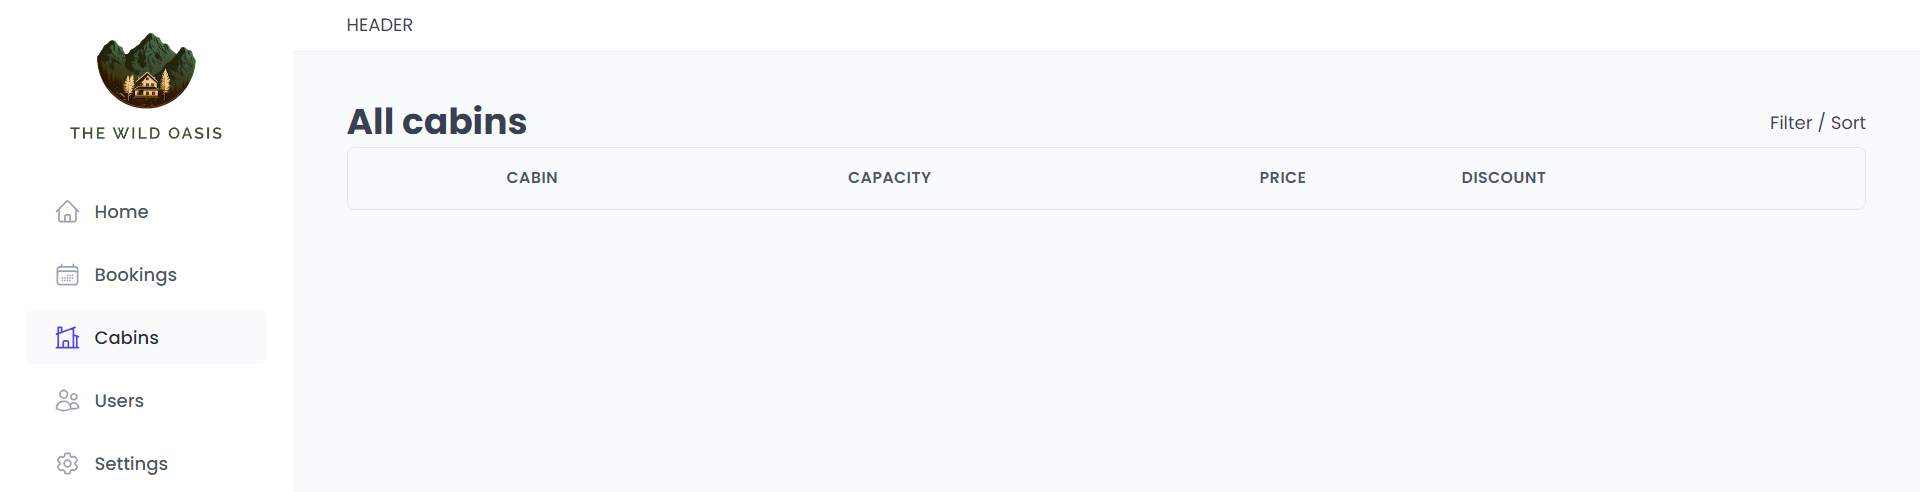 THE WILD OASIS
Home
Bookings
Cabins
Users
Settings
HEADER
All cabins
Filter / Sort
CABIN CAPACITY PRICE DISCOUNT